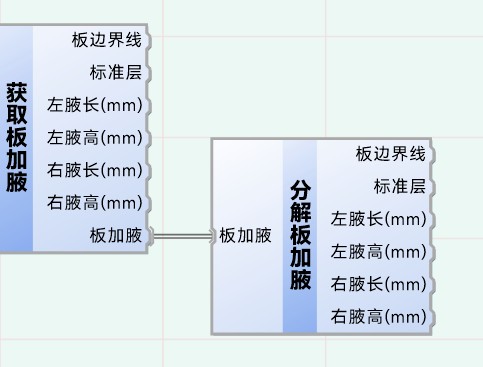 获取板加腋
板边界线
标准层
左腋长(mm)
左腋高(mm)
右腋长(mm)
右腋高(mm)
板加腋
板加腋
分解板加腋
板边界线
标准层
左腋长(mm)
左腋高(mm)
右腋长(mm)
右腋高(mm)